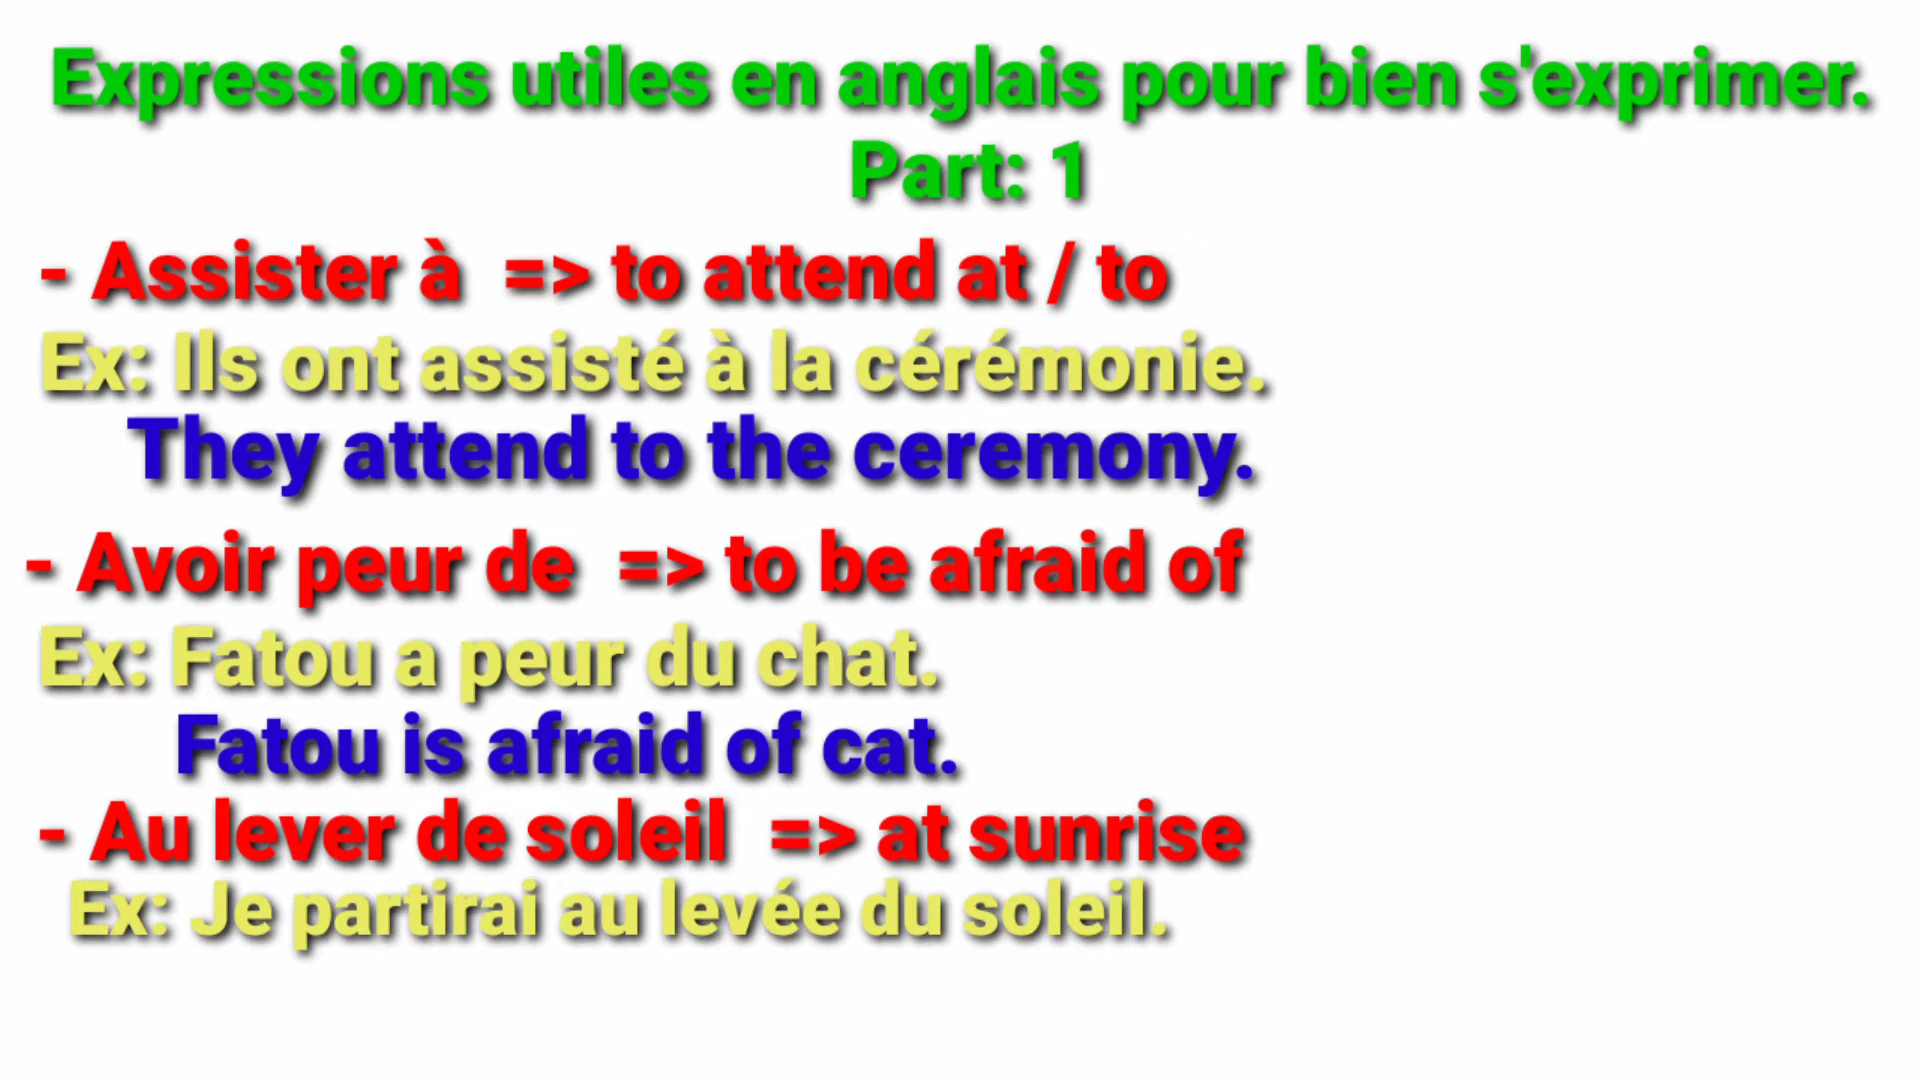 Expressions utiles en anglais pour bien s'exprimer.
Part: 1
- Assister à => to attend at / to
Ex: Ils ont assisté à la cérémonie.
They attend to the ceremony.
- Avoir peur de => to be afraid of
Ex: Fatou a peur du chat.
Fatou is afraid of cat.
- Au lever de soleil => at sunrise
Ex: Je partirai au levée du soleil.